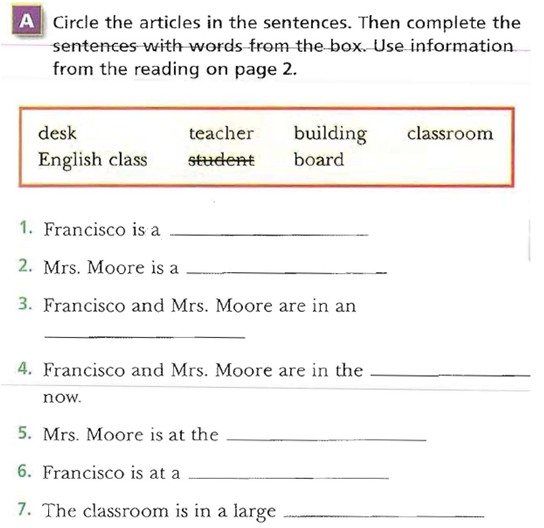 A Circle the articles in the sentences. Then complete the
sentences with words from the box. Use information
from the reading on page 2.
desk teacher building classroom
English class student board
1. Francisco is a
2. Mrs. Moore is a
3. Francisco and Mrs. Moore are in an
4. Francisco and Mrs. Moore are in the
now.
5. Mrs. Moore is at the
6. Francisco is at a
7. The classroom is in a large